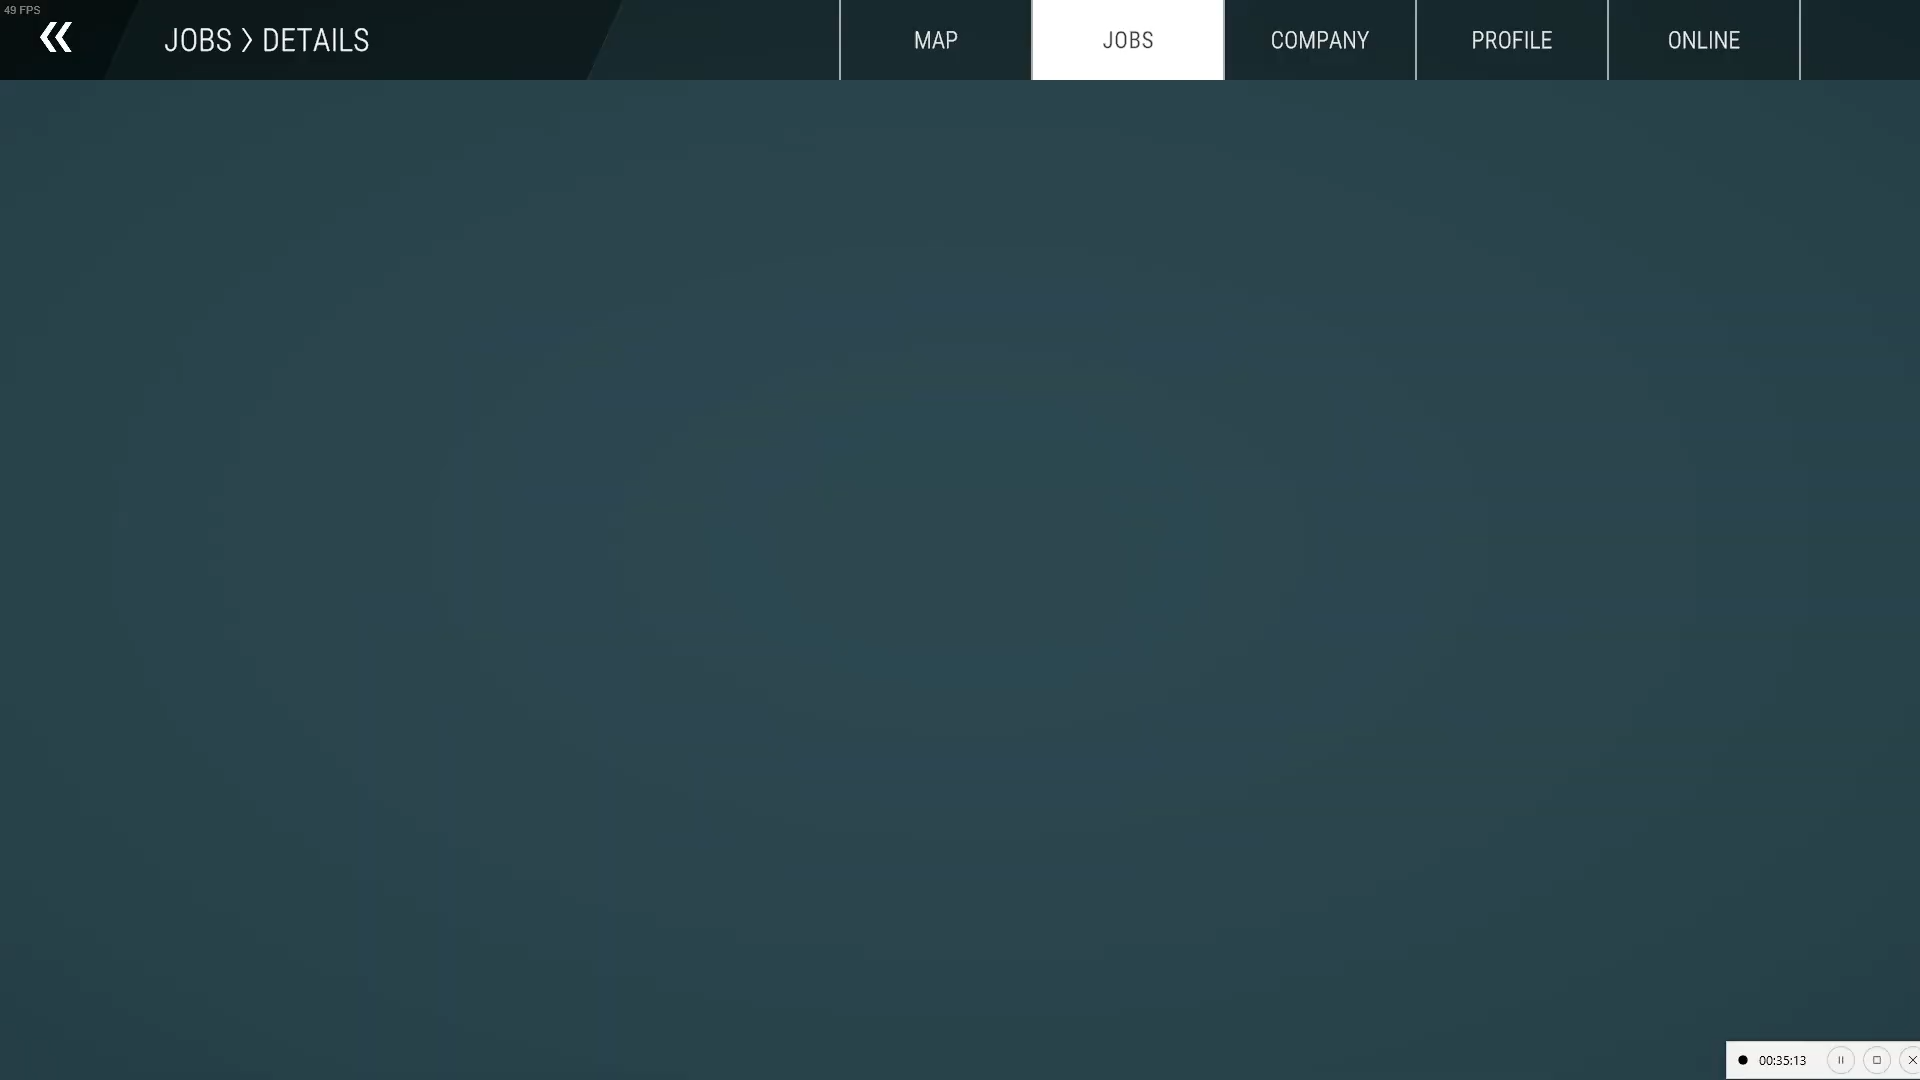 49 FPS
JOBS > DETAILS
MAP
JOBS
COMPANY
PROFILE
ONLINE
00:35:13